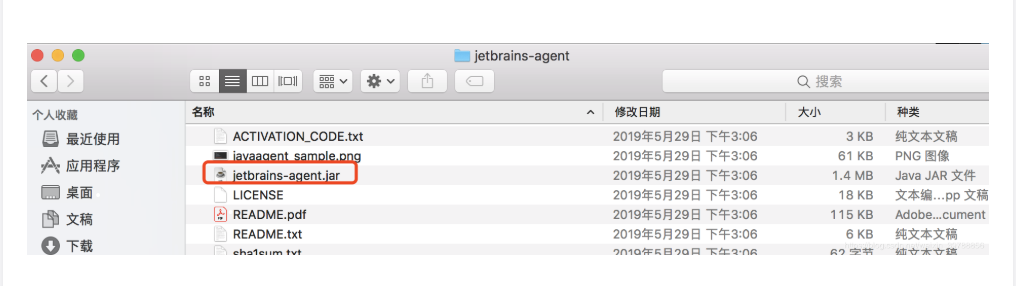 jetbrains-agent
搜索
个人收藏
最近使用
应用程序
桌面
文稿
下载
名称 修改日期 大小 种类
ACTIVATION_CODE.txt 2019年5月29日 下午3:06 3 KB 纯文本文稿
javaagent_sample.png 2019年5月29日 下午3:06 61 KB PNG 图像
jetbrains-agent.jar 2019年5月29日 下午3:06 1.4 MB Java JAR 文件
LICENSE 2019年5月29日 下午3:06 18 KB 文本编...pp 文稿
README.pdf 2019年5月29日 下午3:06 115 KB Adobe...cument
README.txt 2019年5月29日 下午3:06 6 KB 纯文本文稿
sha1sum.txt 2019年5月29日 下午3:06 62 字节 纯文本文稿